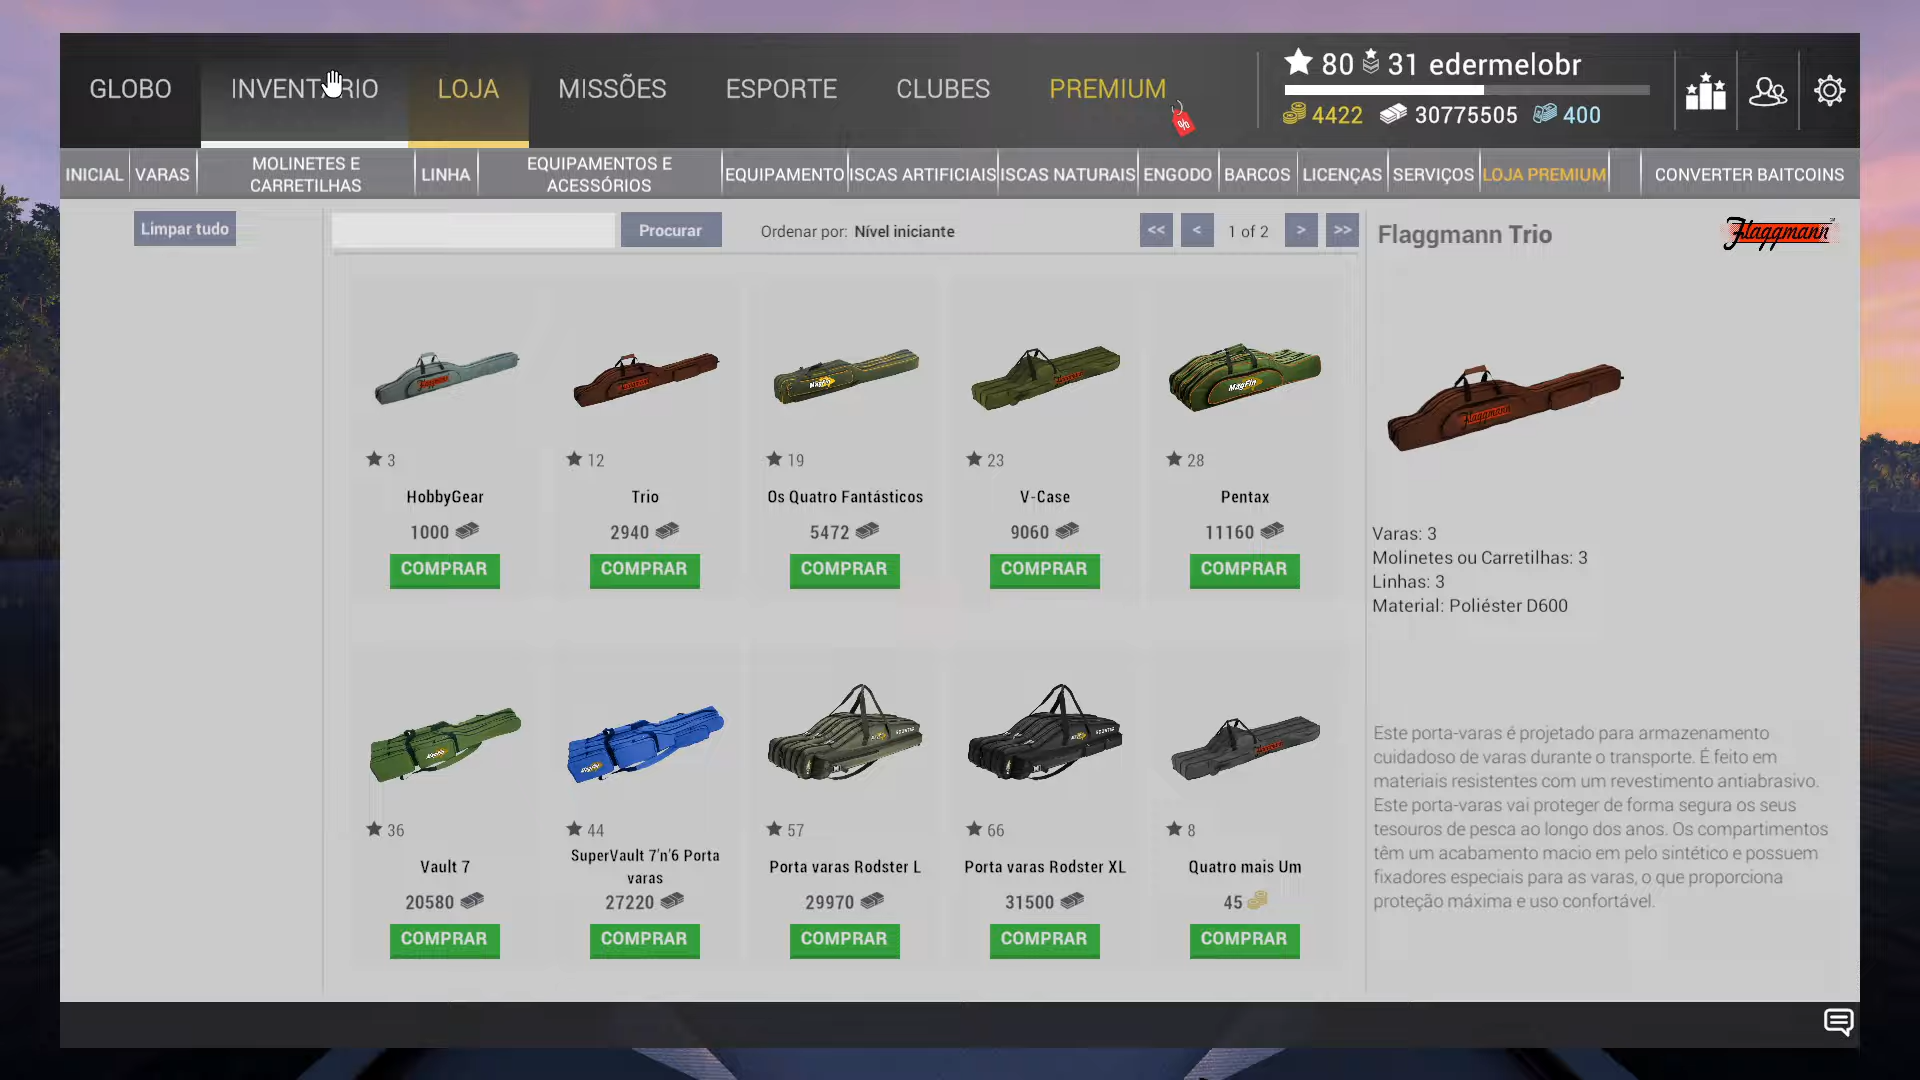 GLOBO
INVENTÁRIO
LOJA
MISSÕES
ESPORTE
CLUBES
PREMIUM
%
80 31 edermelobr
4422 30775505 400
INICIAL
VARAS
MOLINETES E
CARRETILHAS
LINHA
EQUIPAMENTOS E
ACESSÓRIOS
EQUIPAMENTO
ISCAS ARTIFICIAIS
ISCAS NATURAIS
ENGODO
BARCOS
LICENÇAS
SERVIÇOS
LOJA PREMIUM
CONVERTER BAITCOINS
Limpar tudo
Procurar
Ordenar por: Nível iniciante
<< < 1 of 2 > >>
Flaggmann Trio
Flaggmann
3
HobbyGear
1000
COMPRAR
12
Trio
2940
COMPRAR
MagFin
19
Os Quatro Fantásticos
5472
COMPRAR
23
V-Case
9060
COMPRAR
MagFin
28
Pentax
11160
COMPRAR
36
Vault 7
20580
COMPRAR
44
SuperVault 7'n'6 Porta
varas
27220
COMPRAR
57
Porta varas Rodster L
29970
COMPRAR
66
Porta varas Rodster XL
31500
COMPRAR
8
Quatro mais Um
45
COMPRAR
Flaggmann
Varas: 3
Molinetes ou Carretilhas: 3
Linhas: 3
Material: Poliéster D600
Este porta-varas é projetado para armazenamento
cuidadoso de varas durante o transporte. É feito em
materiais resistentes com um revestimento antiabrasivo.
Este porta-varas vai proteger de forma segura os seus
tesouros de pesca ao longo dos anos. Os compartimentos
têm um acabamento macio em pelo sintético e possuem
fixadores especiais para as varas, o que proporciona
proteção máxima e uso confortável.